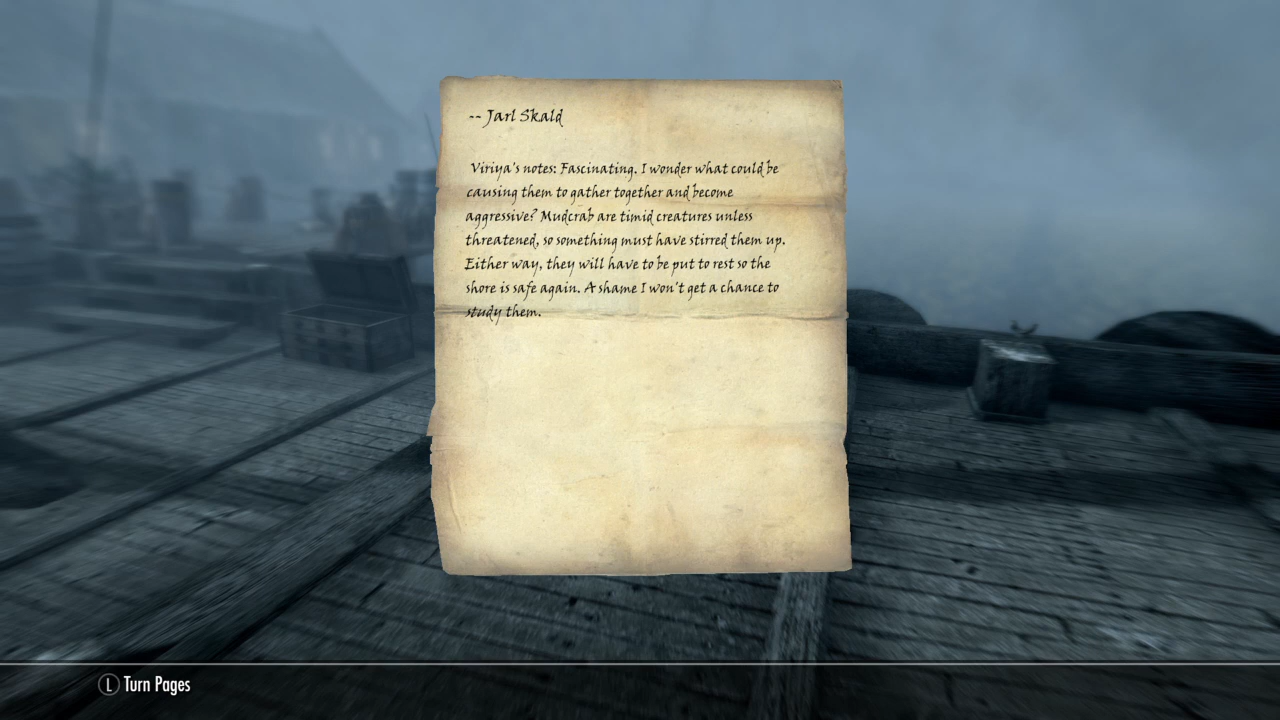 -- Jarl Skald
Viriya's notes: Fascinating. I wonder what could be
causing them to gather together and become
aggressive? Mudcrab are timid creatures unless
threatened, so something must have stirred them up.
Either way, they will have to be put to rest so the
shore is safe again. A shame I won't get a chance to
study them.
L Turn Pages